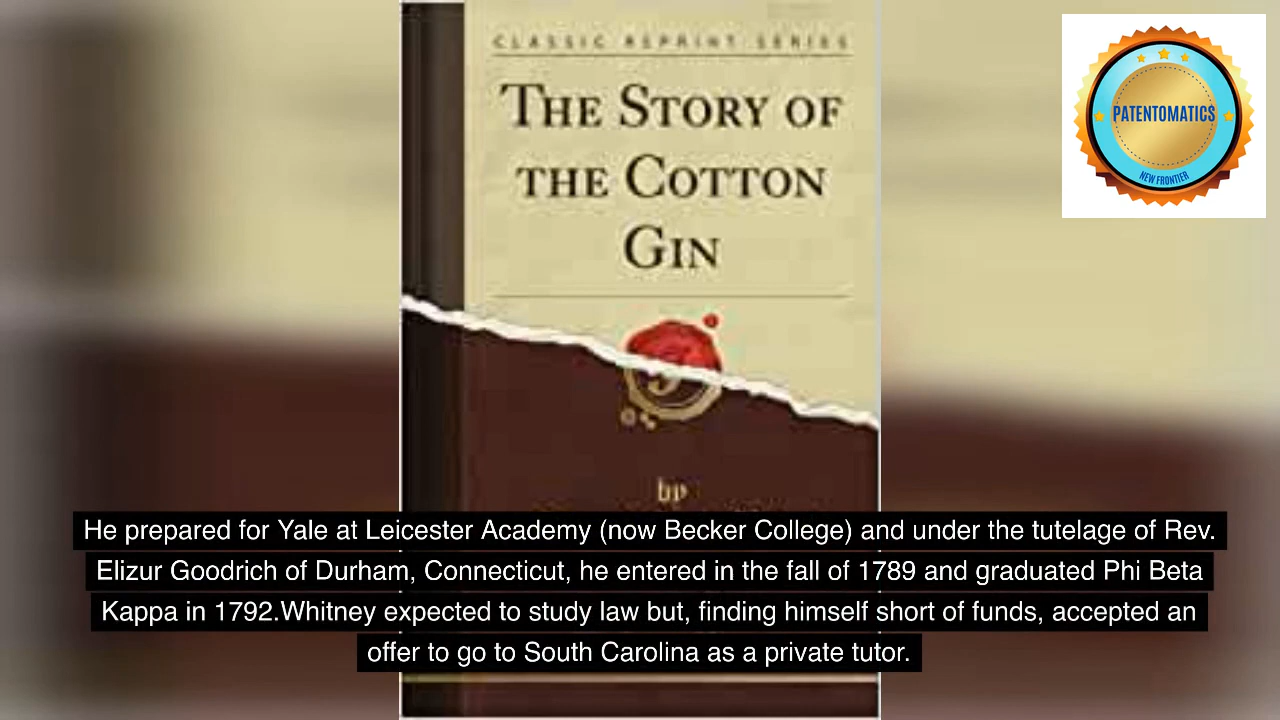 CLASSIC REPRINT SERIES
THE STORY OF
THE COTTON
GIN
by
PATENTOMATICS
NEW FRONTIER
He prepared for Yale at Leicester Academy (now Becker College) and under the tutelage of Rev.
Elizur Goodrich of Durham, Connecticut, he entered in the fall of 1789 and graduated Phi Beta
Kappa in 1792.Whitney expected to study law but, finding himself short of funds, accepted an
offer to go to South Carolina as a private tutor.